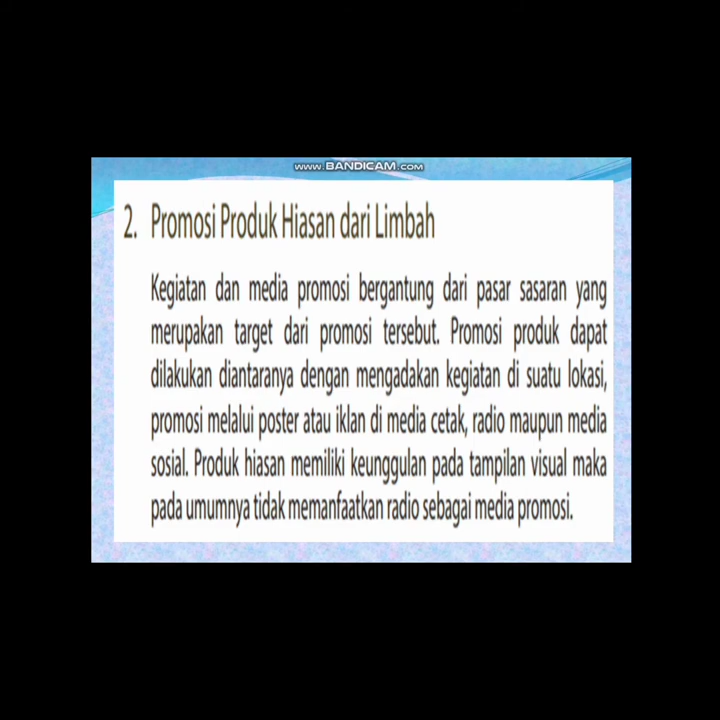 www.BANDICAM.com
2. Promosi Produk Hiasan dari Limbah
Kegiatan dan media promosi bergantung dari pasar sasaran yang
merupakan target dari promosi tersebut. Promosi produk dapat
dilakukan diantaranya dengan mengadakan kegiatan di suatu lokasi,
promosi melalui poster atau iklan di media cetak, radio maupun media
sosial. Produk hiasan memiliki keunggulan pada tampilan visual maka
pada umumnya tidak memanfaatkan radio sebagai media promosi.